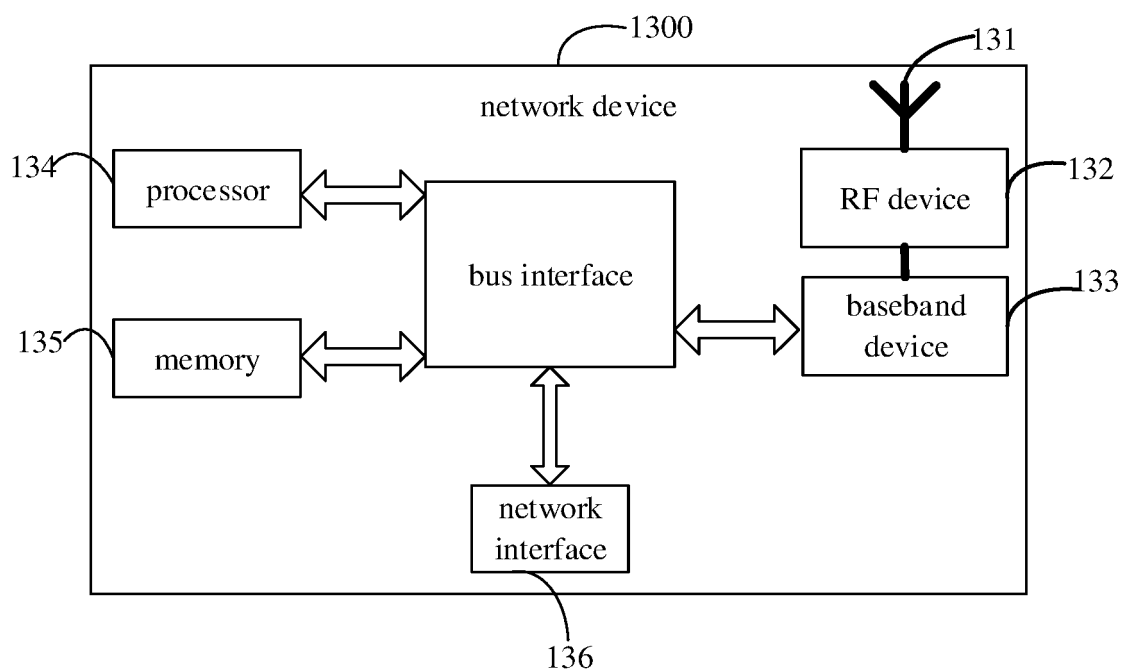 1300
131
network device
134
processor
132
RF device
bus interface
133
baseband
device
135
memory
network
interface
136